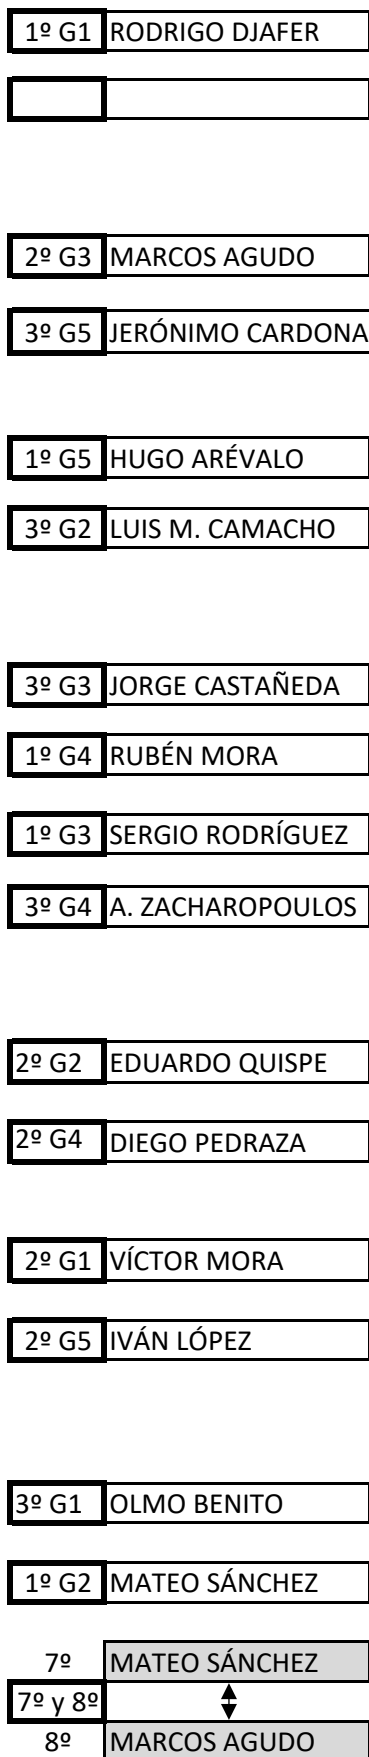 1º G1 RODRIGO DJAFER
2º G3 MARCOS AGUDO
3º G5 JERÓNIMO CARDONA
1º G5 HUGO ARÉVALO
3º G2 LUIS M. CAMACHO
3º G3 JORGE CASTAÑEDA
1º G4 RUBÉN MORA
1º G3 SERGIO RODRÍGUEZ
3º G4 A. ZACHAROPOULOS
2º G2 EDUARDO QUISPE
2º G4 DIEGO PEDRAZA
2º G1 VÍCTOR MORA
2º G5 IVÁN LÓPEZ
3º G1 OLMO BENITO
1º G2 MATEO SÁNCHEZ
7º MATEO SÁNCHEZ
7º y 8º
8º MARCOS AGUDO